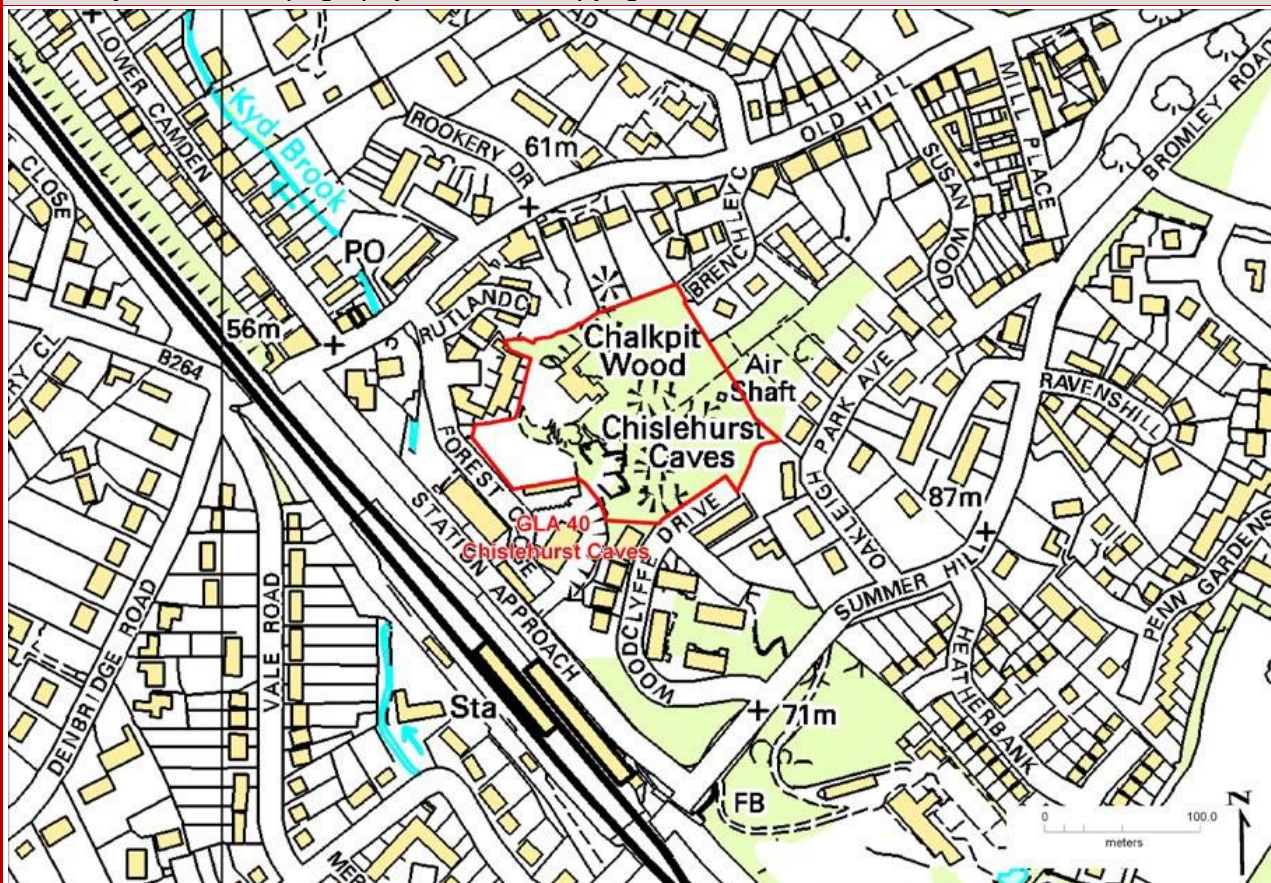 LOWER CAMDEN
Kyd Brook
ROOKERY DR
61m
OLD HILL
MILL PLACE
BROMLEY ROAD
SUSAN WOOD
CLOSE
PO
56m
B264
RUTLAND C
BRENCHLEY C
Chalkpit
Wood
Air
Shaft
Chislehurst
Caves
OAKLEIGH PARK AVE
RAVENSHILL
87m
FOREST
STATION APPROACH
GLA 40
Chislehurst Caves
WOODCLYFFE DRIVE
SUMMER HILL
PENN GARDENS
HEATHERBANK
DENBRIDGE ROAD
VALE ROAD
Sta
71m
FB
N
0 100.0
meters